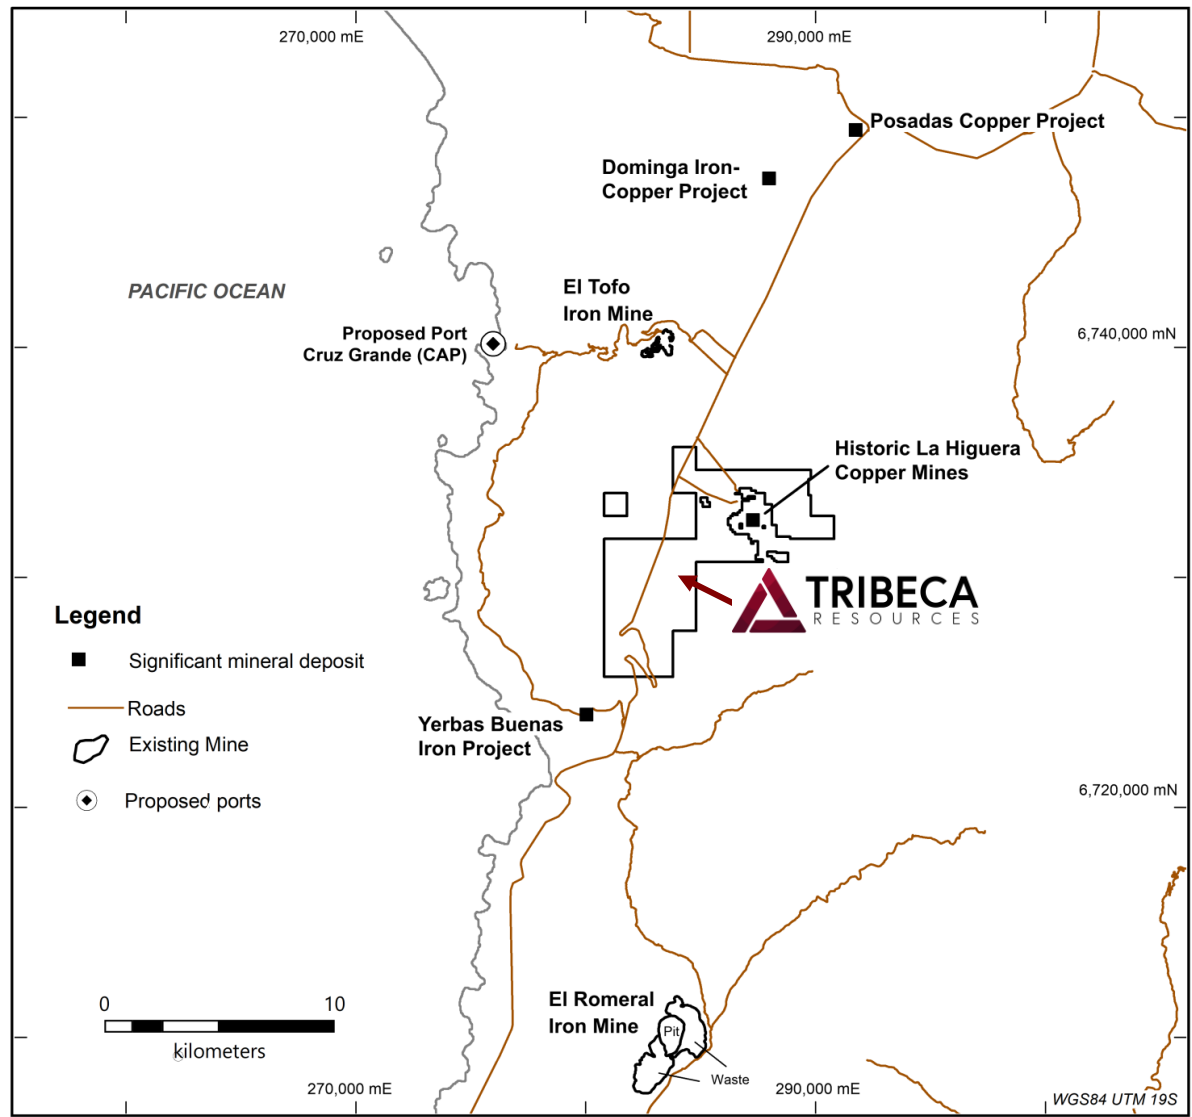 270,000 mE
290,000 mE
Posadas Copper Project
Dominga Iron-
Copper Project
PACIFIC OCEAN
El Tofo
Iron Mine
Proposed Port
Cruz Grande (CAP)
6,740,000 mN
Historic La Higuera
Copper Mines
TRIBECA
RESOURCES
Legend
Significant mineral deposit
Roads
Existing Mine
Proposed ports
Yerbas Buenas
Iron Project
6,720,000 mN
0 10
kilometers
El Romeral
Iron Mine
Pit
Waste
270,000 mE
290,000 mE
WGS84 UTM 19S